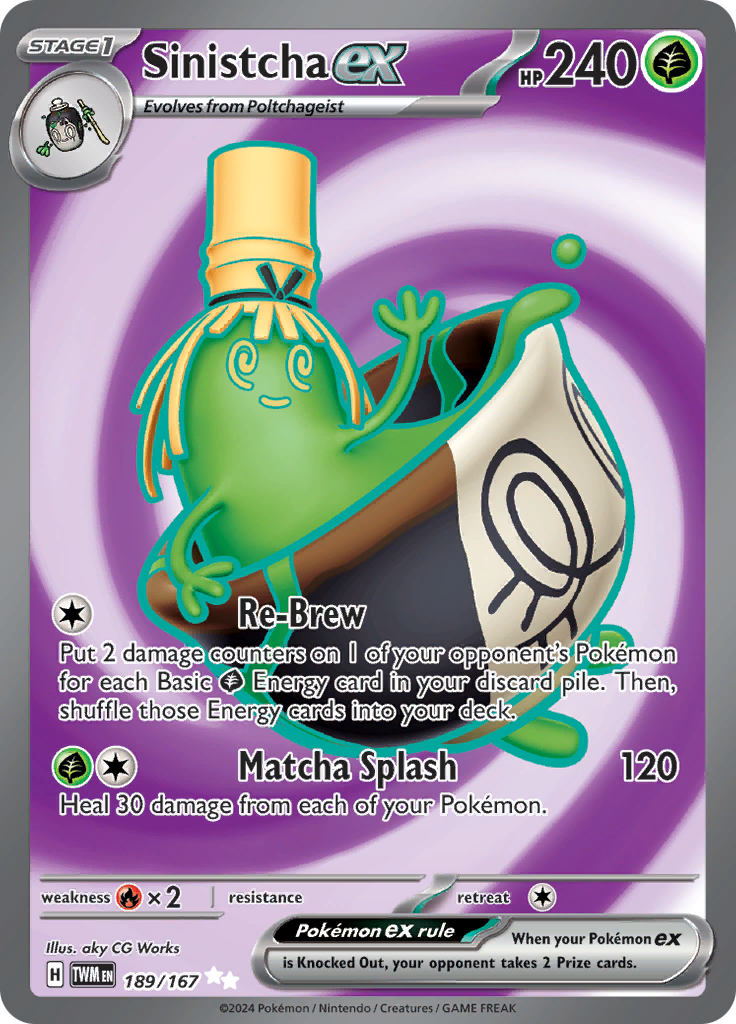 STAGE 1
Sinistcha ex
HP 240
Evolves from Poltchageist
Re-Brew
Put 2 damage counters on 1 of your opponent's Pokémon
for each Basic Energy card in your discard pile. Then,
shuffle those Energy cards into your deck.
Matcha Splash 120
Heal 30 damage from each of your Pokémon.
weakness ×2 resistance retreat
Pokémon ex rule
When your Pokémon ex
is Knocked Out, your opponent takes 2 Prize cards.
Illus. aky CG Works
H TWM EN 189/167
©2024 Pokémon / Nintendo / Creatures / GAME FREAK